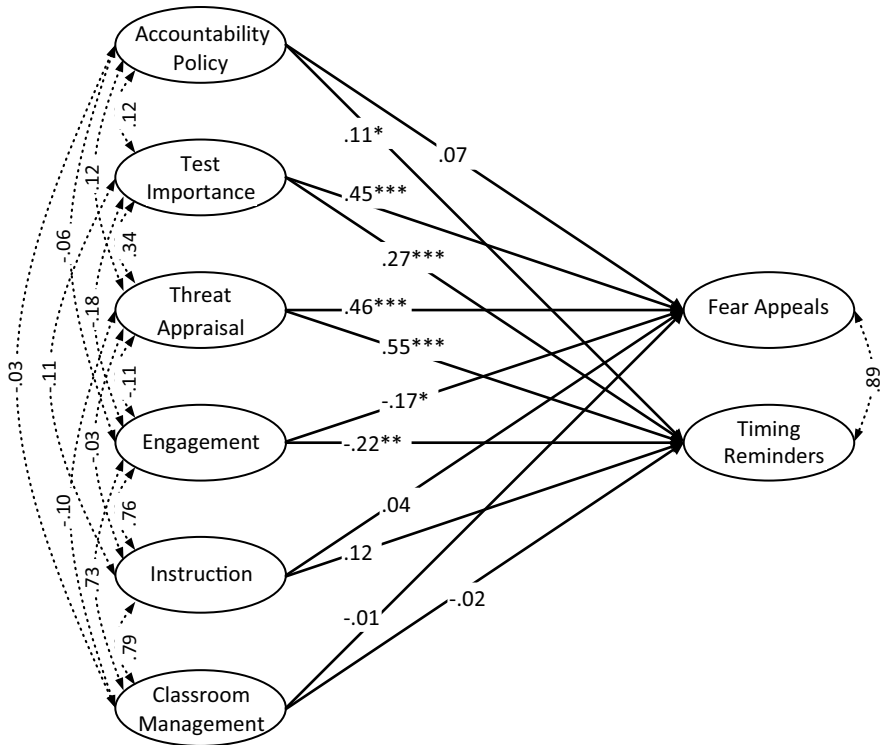 Accountability
Policy
.12
.11*
.07
Test
Importance
.12
.45***
-.06
.34
.27***
Threat
Appraisal
.46***
Fear Appeals
-.18
.55***
-.03
-.11
.11
.89
-.17*
Engagement
-.22**
Timing
Reminders
-.03
-.10
.76
.04
.73
.12
Instruction
-.01
-.02
.79
Classroom
Management